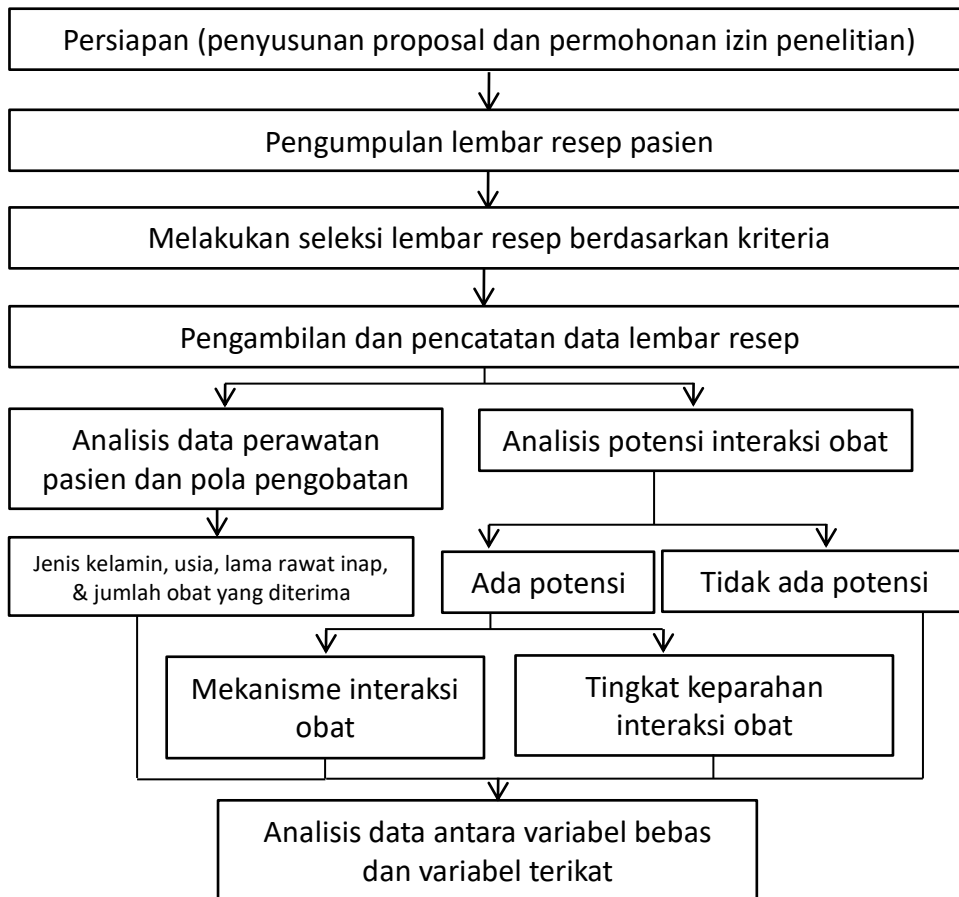 Persiapan (penyusunan proposal dan permohonan izin penelitian)
Pengumpulan lembar resep pasien
Melakukan seleksi lembar resep berdasarkan kriteria
Pengambilan dan pencatatan data lembar resep
Analisis data perawatan
pasien dan pola pengobatan
Analisis potensi interaksi obat
Jenis kelamin, usia, lama rawat inap,
& jumlah obat yang diterima
Ada potensi
Tidak ada potensi
Mekanisme interaksi
obat
Tingkat keparahan
interaksi obat
Analisis data antara variabel bebas
dan variabel terikat